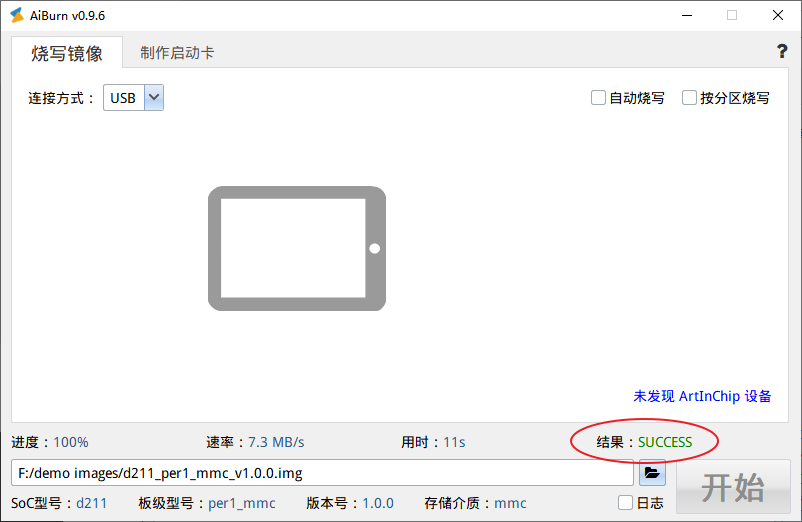 AiBurn v0.9.6
烧写镜像 制作启动卡 ?
连接方式： USB 自动烧写 按分区烧写
未发现 ArtInChip 设备
进度：100% 速率：7.3 MB/s 用时：11s 结果：SUCCESS
F:/demo images/d211_per1_mmc_v1.0.0.img
开始
SoC型号：d211 板级型号：per1_mmc 版本号：1.0.0 存储介质：mmc 日志